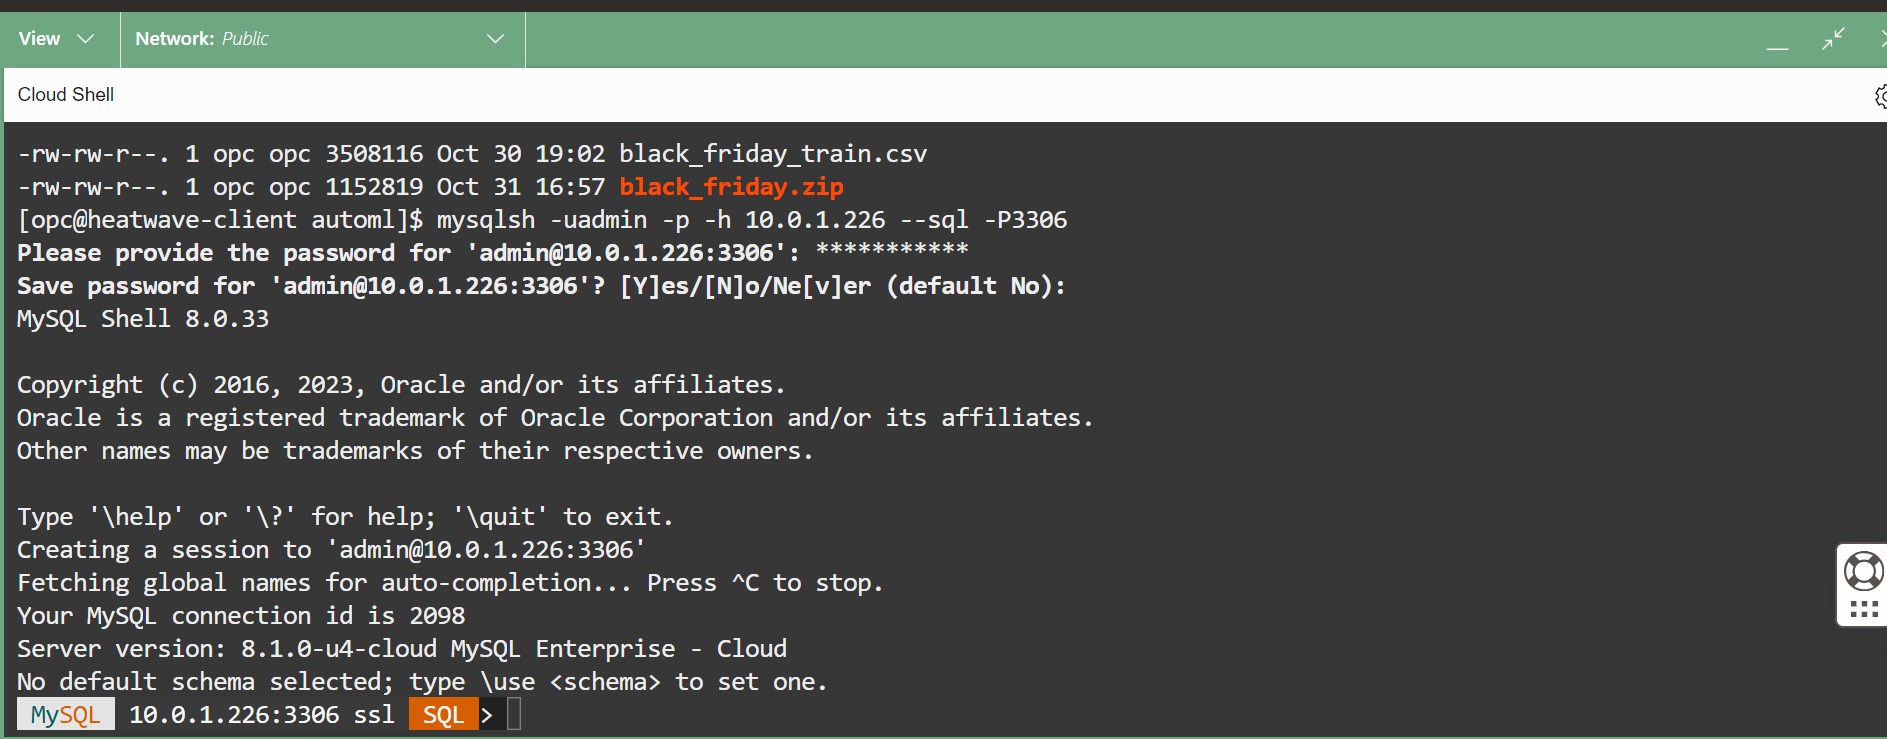 View
Network: Public
Cloud Shell
-rw-rw-r--. 1 opc opc 3508116 Oct 30 19:02 black_friday_train.csv
-rw-rw-r--. 1 opc opc 1152819 Oct 31 16:57 black_friday.zip
[opc@heatwave-client automl]$ mysqlsh -uadmin -p -h 10.0.1.226 --sql -P3306
Please provide the password for 'admin@10.0.1.226:3306': ***********
Save password for 'admin@10.0.1.226:3306'? [Y]es/[N]o/Ne[v]er (default No):
MySQL Shell 8.0.33
Copyright (c) 2016, 2023, Oracle and/or its affiliates.
Oracle is a registered trademark of Oracle Corporation and/or its affiliates.
Other names may be trademarks of their respective owners.
Type '\help' or '\?' for help; '\quit' to exit.
Creating a session to 'admin@10.0.1.226:3306'
Fetching global names for auto-completion... Press ^C to stop.
Your MySQL connection id is 2098
Server version: 8.1.0-u4-cloud MySQL Enterprise - Cloud
No default schema selected; type \use <schema> to set one.
MySQL 10.0.1.226:3306 ssl SQL >